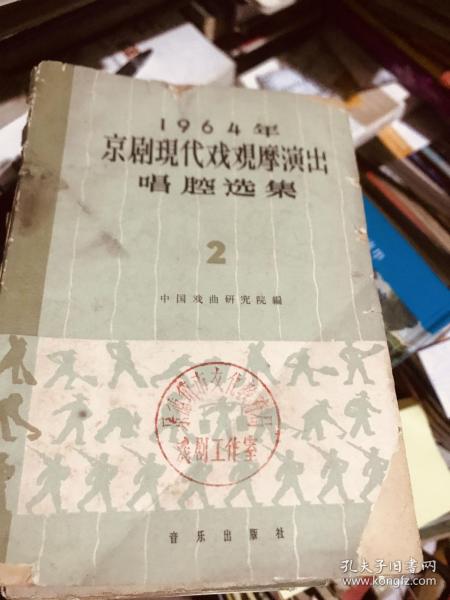 1964年
京剧現代戏观摩演出
唱腔选集
2
中国戏曲研究院編
戏剧工作室
音乐出版社
孔夫子旧书网
www.kongfz.com